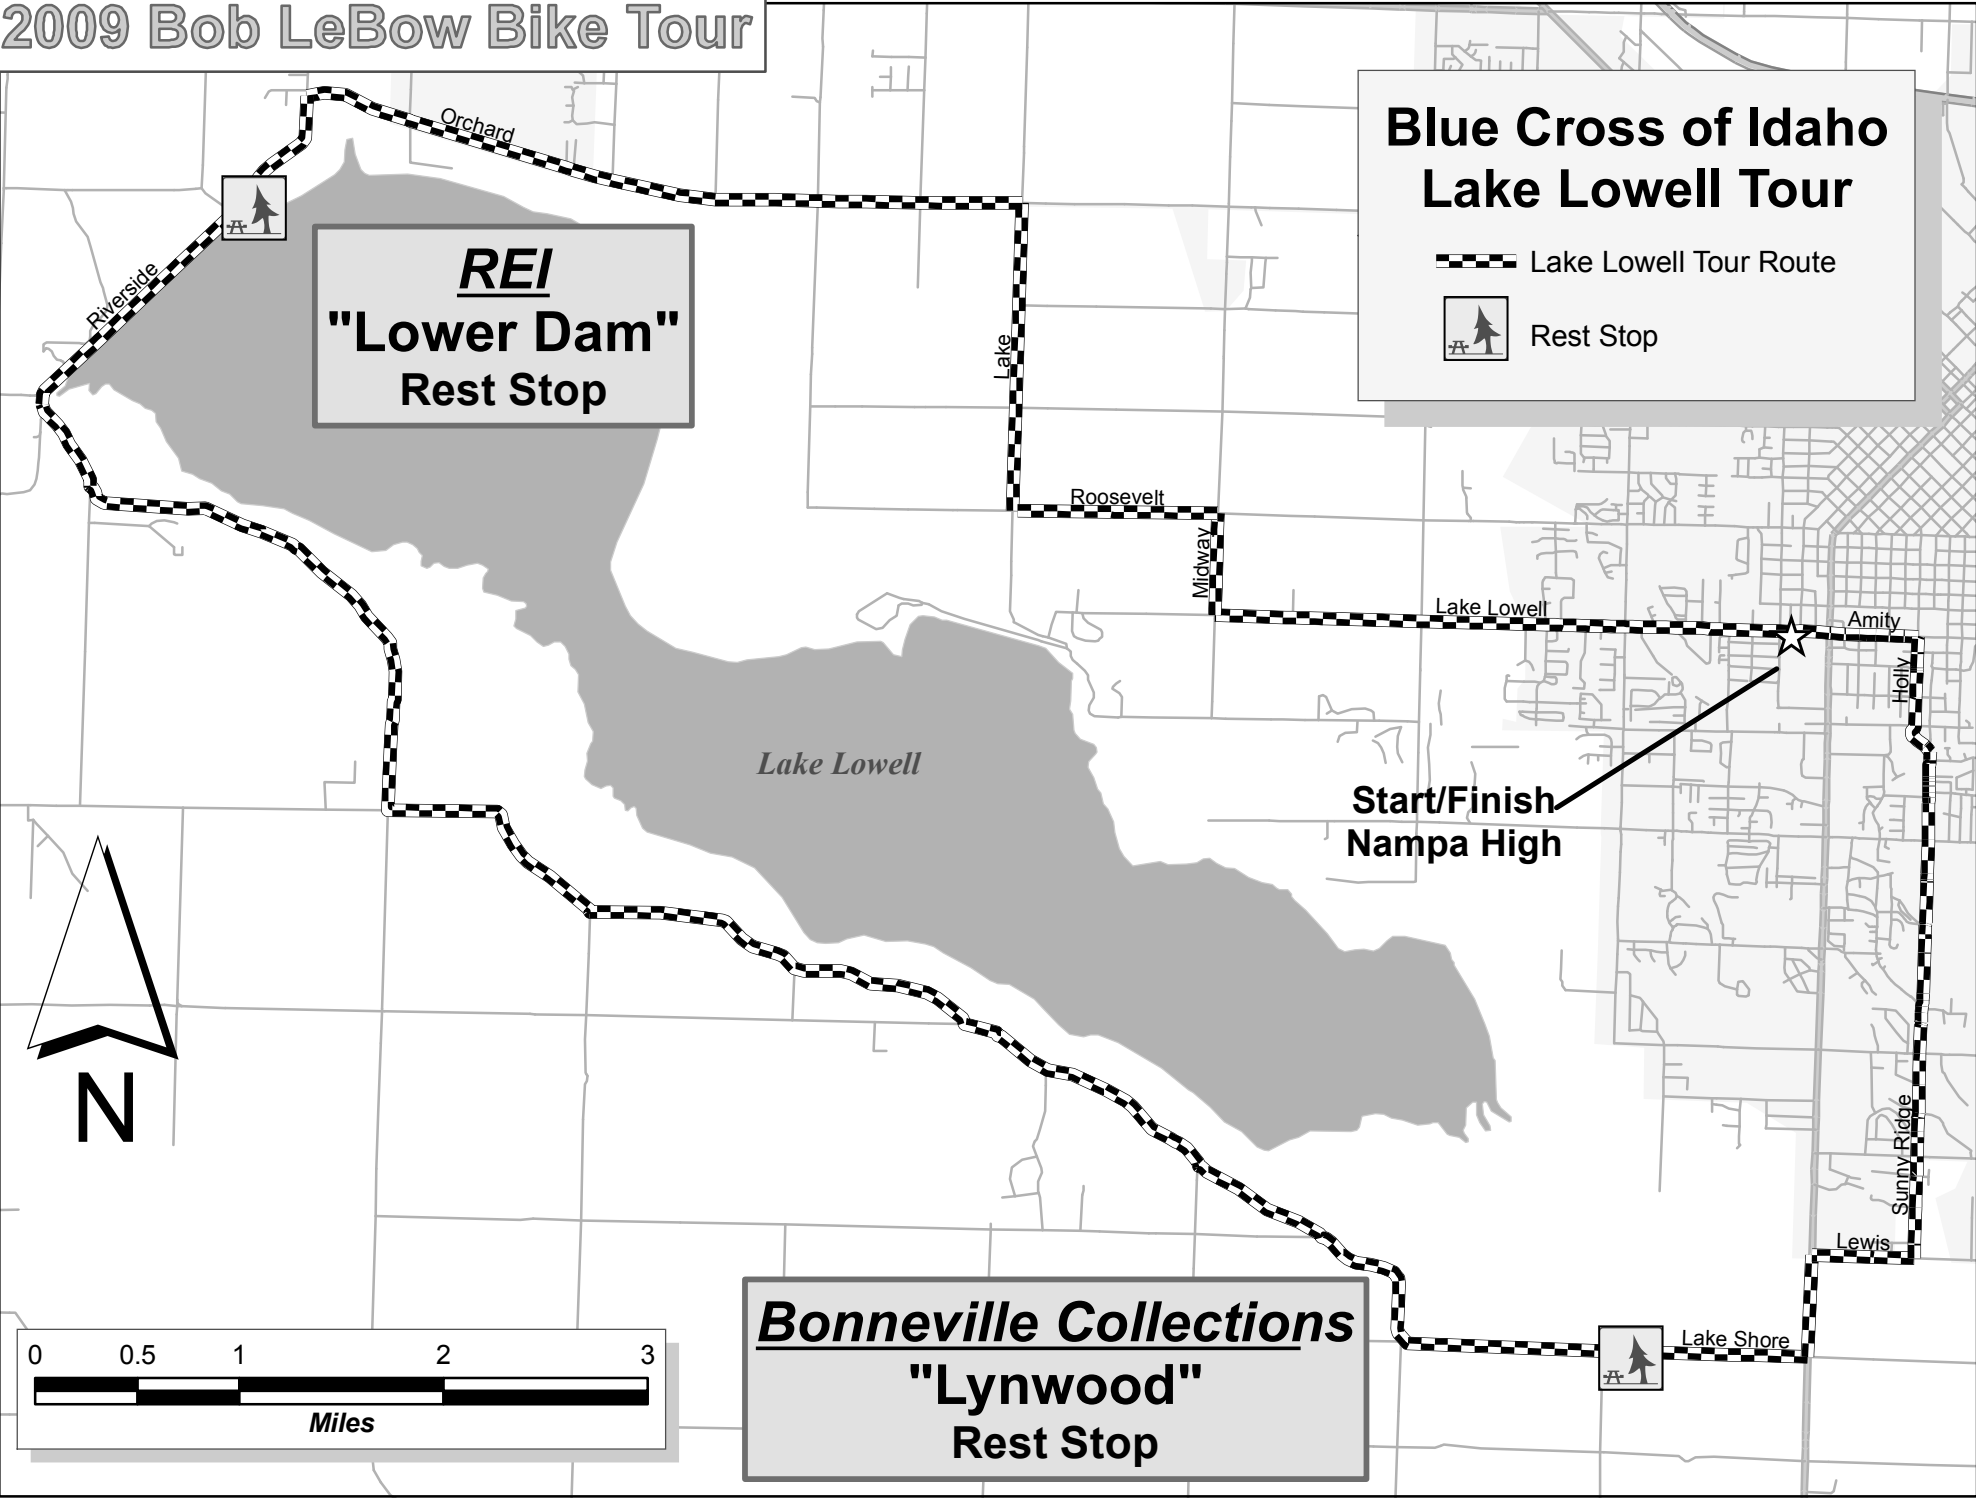 2009 Bob LeBow Bike Tour
Blue Cross of Idaho
Lake Lowell Tour
Lake Lowell Tour Route
Rest Stop
Orchard
REI
"Lower Dam"
Rest Stop
Riverside
Lake
Roosevelt
Midway
Lake Lowell
Amity
Holly
Lake Lowell
Start/Finish
Nampa High
N
Sunny Ridge
Lewis
Bonneville Collections
"Lynwood"
Rest Stop
Lake Shore
0 0.5 1 2 3
Miles